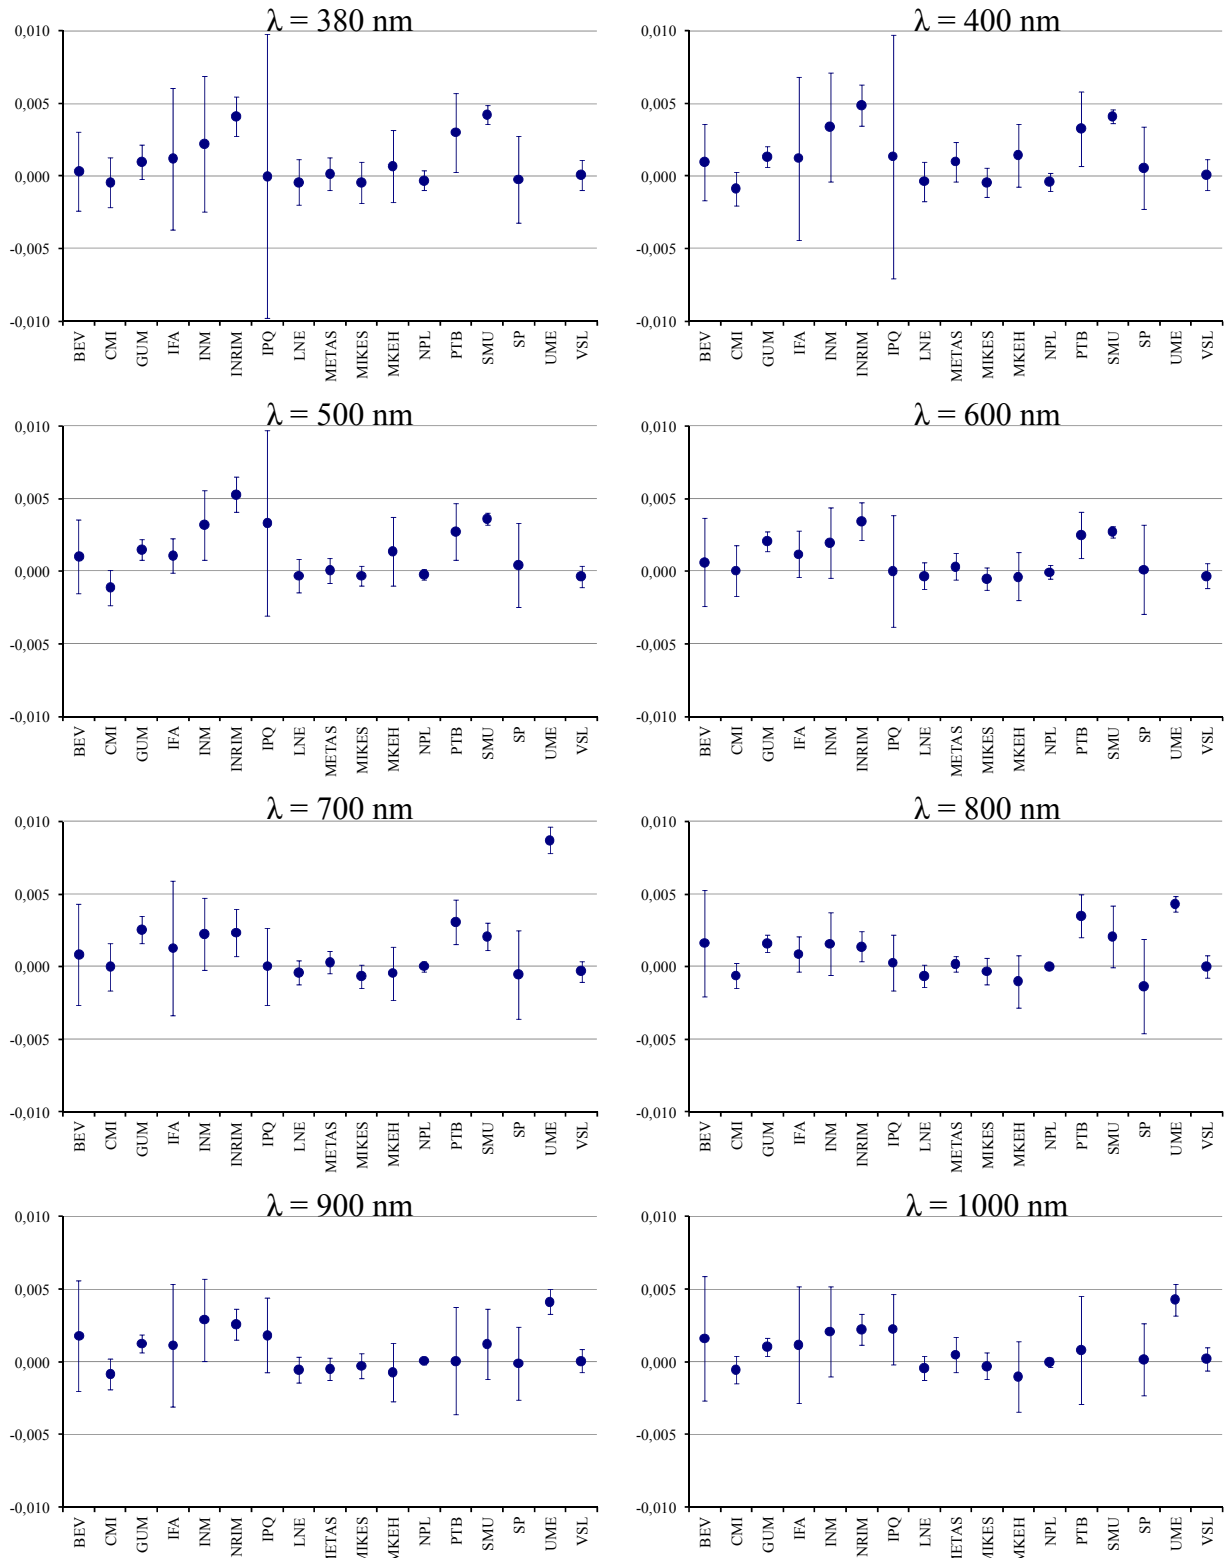 λ = 380 nm
0,010
0,005
0,000
-0,005
-0,010
BEV
CMI
GUM
IFA
INM
INRIM
IPQ
LNE
METAS
MIKES
MKEH
NPL
PTB
SMU
SP
UME
VSL
λ = 400 nm
0,010
0,005
0,000
-0,005
-0,010
BEV
CMI
GUM
IFA
INM
INRIM
IPQ
LNE
METAS
MIKES
MKEH
NPL
PTB
SMU
SP
UME
VSL
λ = 500 nm
0,010
0,005
0,000
-0,005
-0,010
BEV
CMI
GUM
IFA
INM
INRIM
IPQ
LNE
METAS
MIKES
MKEH
NPL
PTB
SMU
SP
UME
VSL
λ = 600 nm
0,010
0,005
0,000
-0,005
-0,010
BEV
CMI
GUM
IFA
INM
INRIM
IPQ
LNE
METAS
MIKES
MKEH
NPL
PTB
SMU
SP
UME
VSL
λ = 700 nm
0,010
0,005
0,000
-0,005
-0,010
BEV
CMI
GUM
IFA
INM
INRIM
IPQ
LNE
METAS
MIKES
MKEH
NPL
PTB
SMU
SP
UME
VSL
λ = 800 nm
0,010
0,005
0,000
-0,005
-0,010
BEV
CMI
GUM
IFA
INM
INRIM
IPQ
LNE
METAS
MIKES
MKEH
NPL
PTB
SMU
SP
UME
VSL
λ = 900 nm
0,010
0,005
0,000
-0,005
-0,010
BEV
CMI
GUM
IFA
INM
NRIM
IPQ
LNE
METAS
MIKES
MKEH
NPL
PTB
SMU
SP
UME
VSL
λ = 1000 nm
0,010
0,005
0,000
-0,005
-0,010
BEV
CMI
GUM
IFA
INM
NRIM
IPQ
LNE
METAS
MIKES
MKEH
NPL
PTB
SMU
SP
UME
VSL